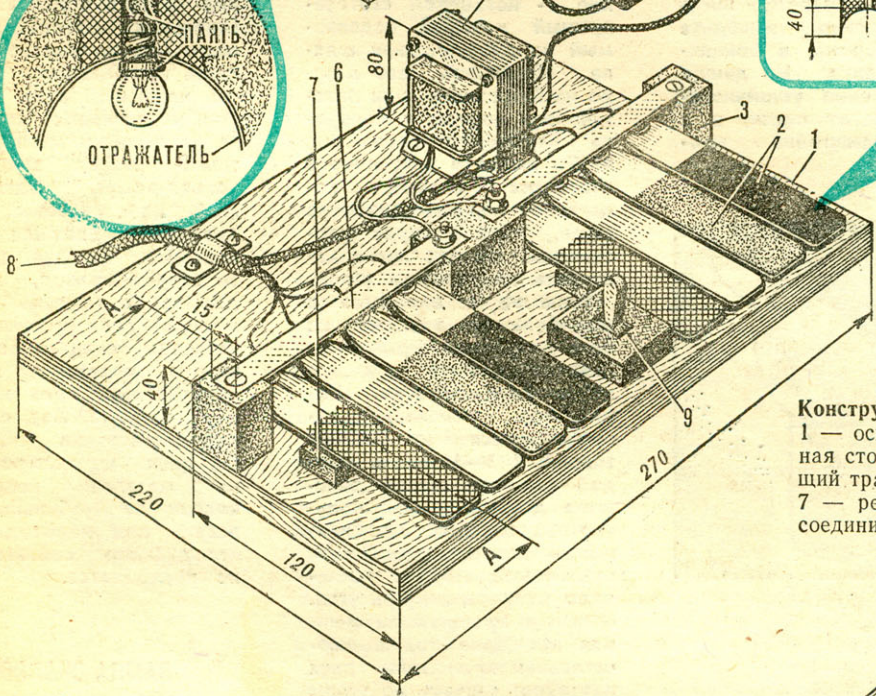 ПАЯТЬ
ОТРАЖАТЕЛЬ
80
40
7
6
3
2
1
8
А
15
40
9
270
220
120
А
Констру
1 — ос
ная сто
щий тра
7 — ре
соедини